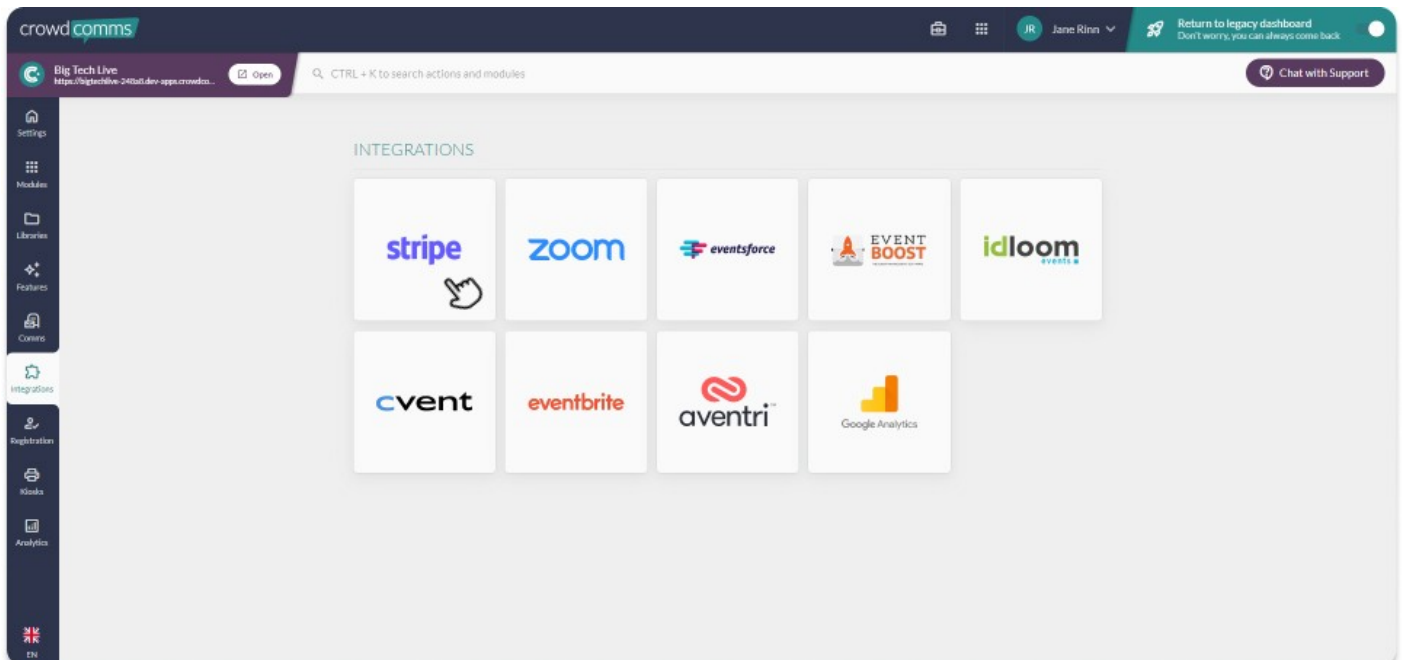 crowdcomms
JR
Jane Rinn
Return to legacy dashboard
Don't worry, you can always come back
Big Tech Live
Open
CTRL + K to search actions and modules
Chat with Support
Settings
Modules
Libraries
Features
Comms
Integrations
Registration
Kiosks
Analytics
EN
INTEGRATIONS
stripe
zoom
eventsforce
EVENT
BOOST
idloom
events
cvent
eventbrite
aventri™
Google Analytics